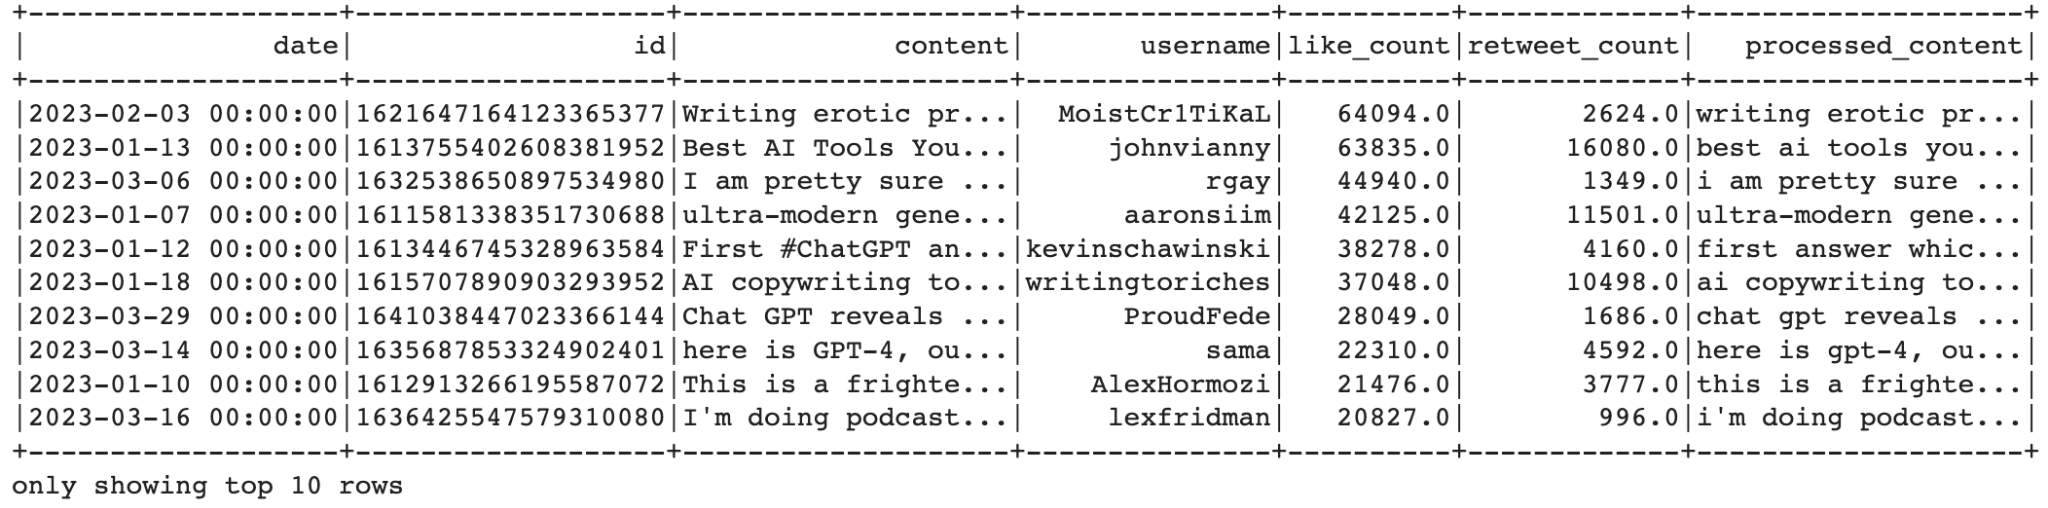 +--------------------+-------------------+--------------------+---------------+----------+-------------+--------------------+
|                date|                 id|             content|       username|like_count|retweet_count|   processed_content|
+--------------------+-------------------+--------------------+---------------+----------+-------------+--------------------+
|2023-02-03 00:00:00|1621647164123365377|Writing erotic pr...|  MoistCr1TiKaL|   64094.0|       2624.0|writing erotic pr...|
|2023-01-13 00:00:00|1613755402608381952|Best AI Tools You...|     johnvianny|   63835.0|      16080.0|best ai tools you...|
|2023-03-06 00:00:00|1632538650897534980|I am pretty sure ...|           rgay|   44940.0|       1349.0|i am pretty sure ...|
|2023-01-07 00:00:00|1611581338351730688|ultra-modern gene...|      aaronsiim|   42125.0|      11501.0|ultra-modern gene...|
|2023-01-12 00:00:00|1613446745328963584|First #ChatGPT an...|kevinschawinski|   38278.0|       4160.0|first answer whic...|
|2023-01-18 00:00:00|1615707890903293952|AI copywriting to...|writingtoriches|   37048.0|      10498.0|ai copywriting to...|
|2023-03-29 00:00:00|1641038447023366144|Chat GPT reveals ...|      ProudFede|   28049.0|       1686.0|chat gpt reveals ...|
|2023-03-14 00:00:00|1635687853324902401|here is GPT-4, ou...|           sama|   22310.0|       4592.0|here is gpt-4, ou...|
|2023-01-10 00:00:00|1612913266195587072|This is a frighte...|    AlexHormozi|   21476.0|       3777.0|this is a frighte...|
|2023-03-16 00:00:00|1636425547579310080|I'm doing podcast...|     lexfridman|   20827.0|        996.0|i'm doing podcast...|
+--------------------+-------------------+--------------------+---------------+----------+-------------+--------------------+
only showing top 10 rows